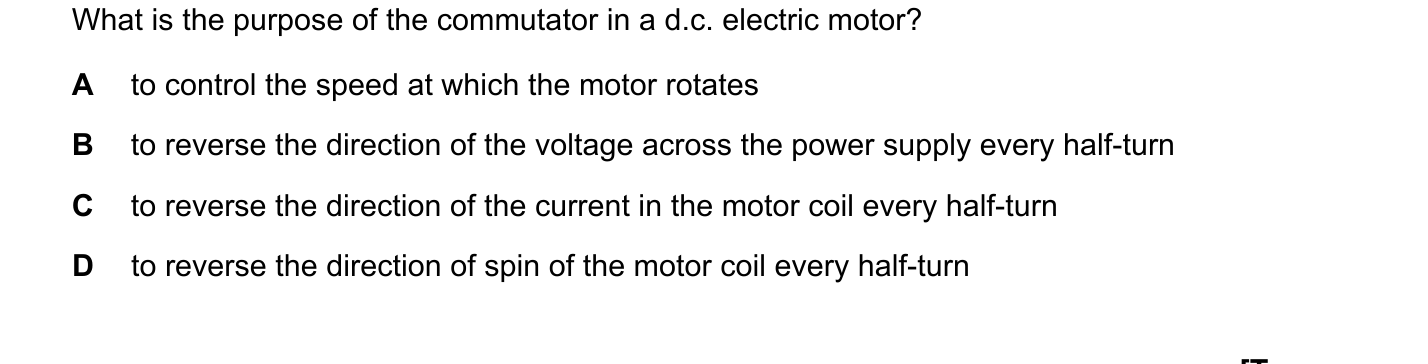 What is the purpose of the commutator in a d.c. electric motor?
A to control the speed at which the motor rotates
B to reverse the direction of the voltage across the power supply every half-turn
C to reverse the direction of the current in the motor coil every half-turn
D to reverse the direction of spin of the motor coil every half-turn